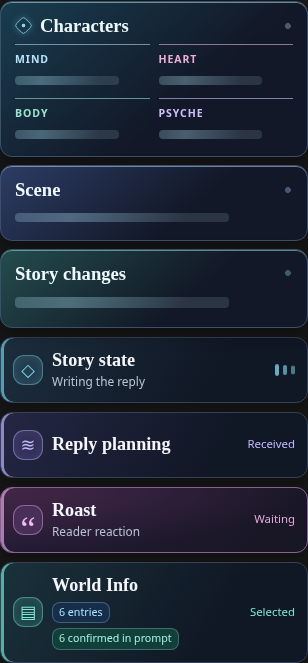 Characters
MIND
HEART
BODY
PSYCHE
Scene
Story changes
Story state
Writing the reply
Reply planning
Received
Roast
Reader reaction
Waiting
World Info
6 entries
Selected
6 confirmed in prompt